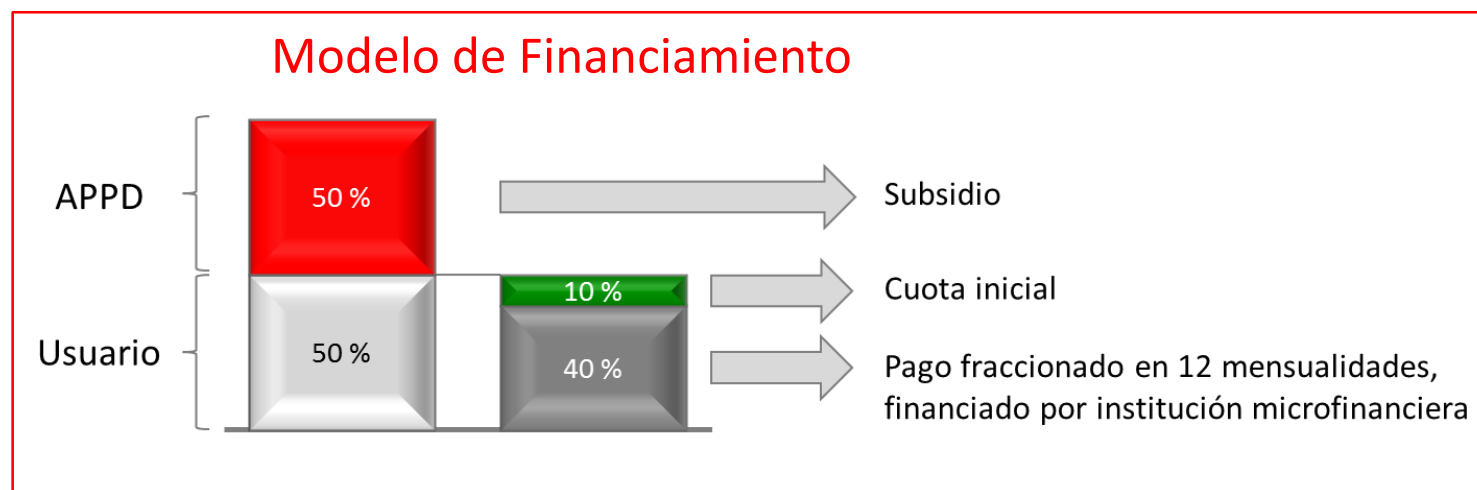 Modelo de Financiamiento
APPD
50 %
Subsidio
10 %
Cuota inicial
Usuario
50 %
40 %
Pago fraccionado en 12 mensualidades,
financiado por institución microfinanciera